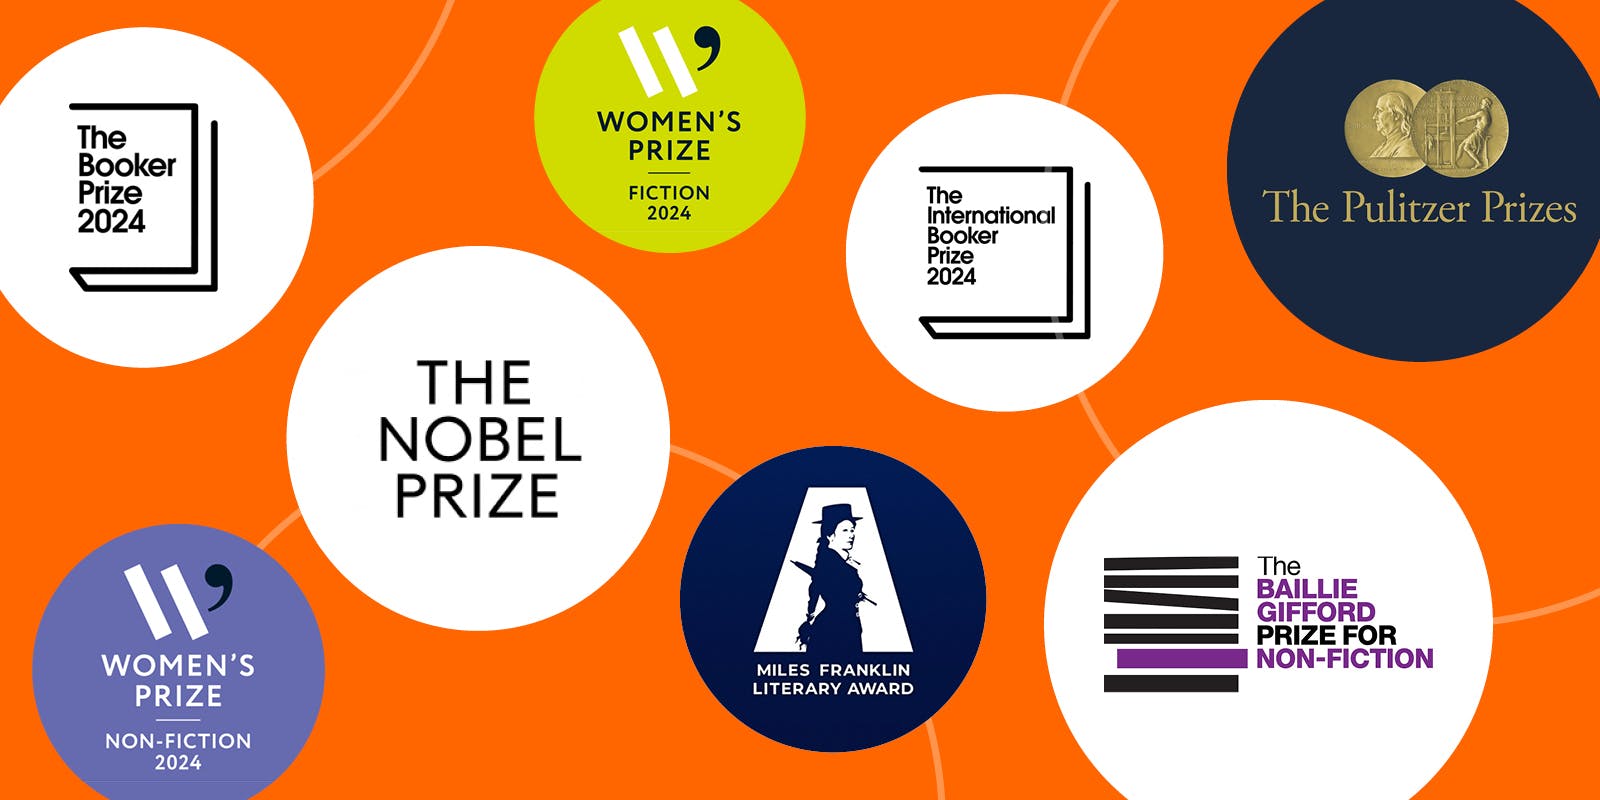 The
Booker
Prize
2024
WOMEN'S
PRIZE
FICTION
2024
The
International
Booker
Prize
2024
The Pulitzer Prizes
THE
NOBEL
PRIZE
WOMEN'S
PRIZE
NON-FICTION
2024
MILES FRANKLIN
LITERARY AWARD
The
BAILLIE
GIFFORD
PRIZE FOR
NON-FICTION